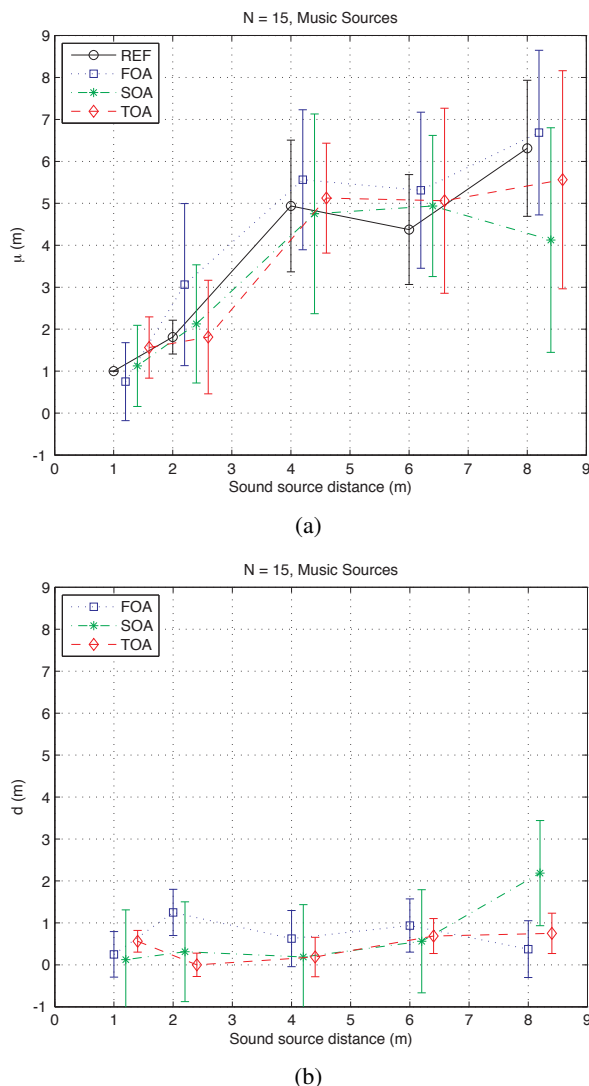 N = 15, Music Sources
REF
FOA
SOA
TOA
9
8
7
6
5
4
3
2
1
0
-1
μ (m)
0 1 2 3 4 5 6 7 8 9
Sound source distance (m)
(a)
N = 15, Music Sources
FOA
SOA
TOA
9
8
7
6
5
4
3
2
1
0
-1
d (m)
0 1 2 3 4 5 6 7 8 9
Sound source distance (m)
(b)